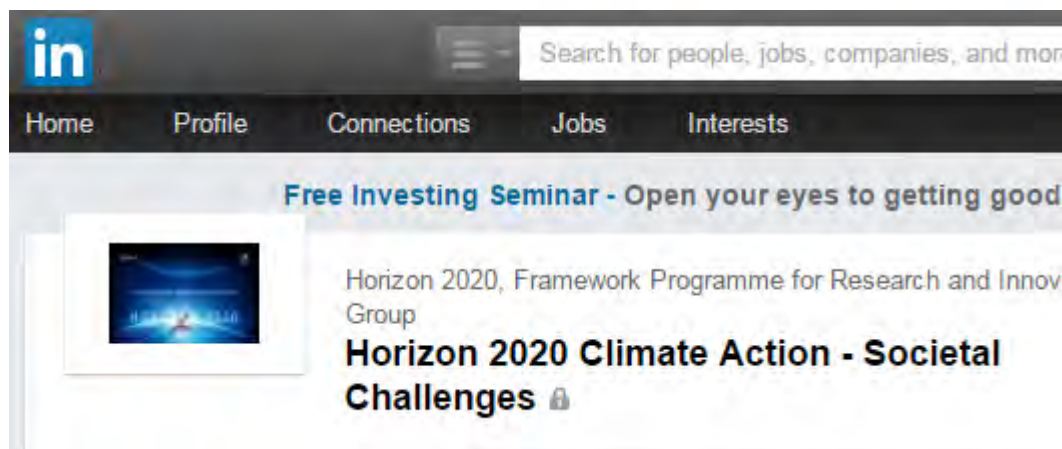 in
Search for people, jobs, companies, and more
Home Profile Connections Jobs Interests
Free Investing Seminar - Open your eyes to getting good
Horizon 2020, Framework Programme for Research and Innov
Group
Horizon 2020 Climate Action - Societal
Challenges